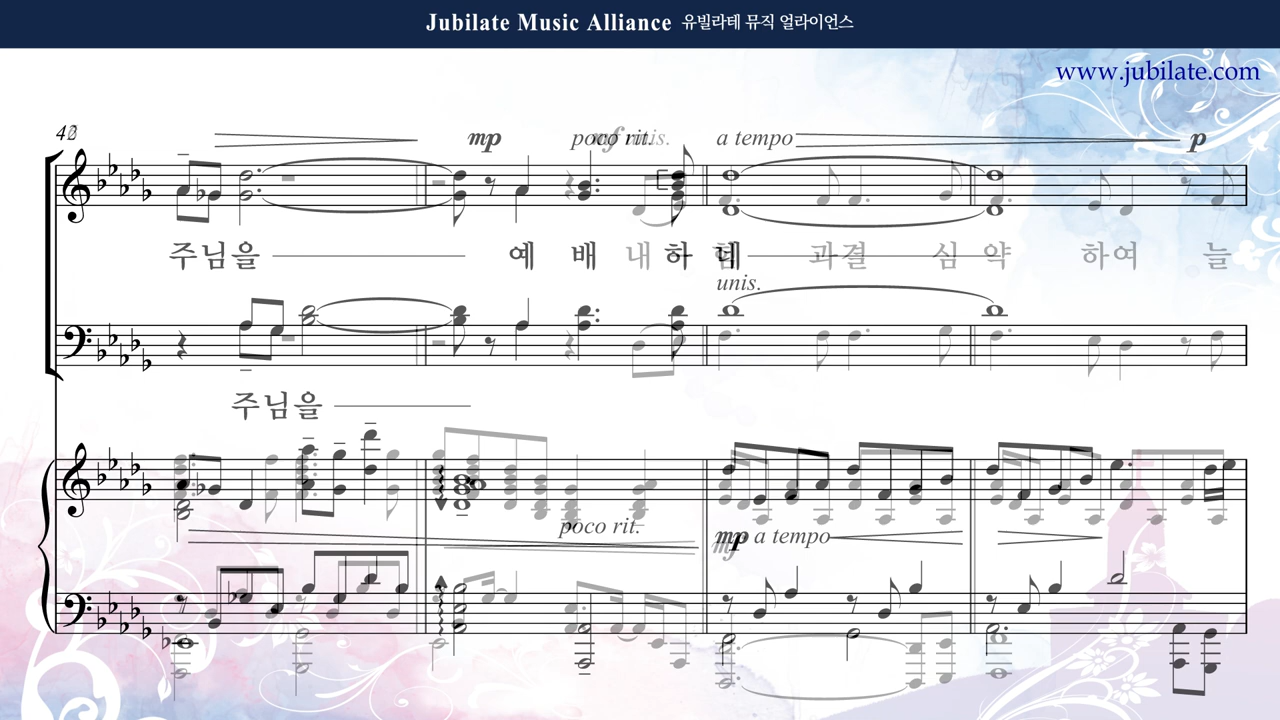 Jubilate Music Alliance 유빌라테 뮤직 얼라이언스
www.jubilate.com
mp poco rit. unis. a tempo p
주님을 예 배 내 하 네 과 결 심 약 하여 늘
unis.
주님을
poco rit. mp a tempo